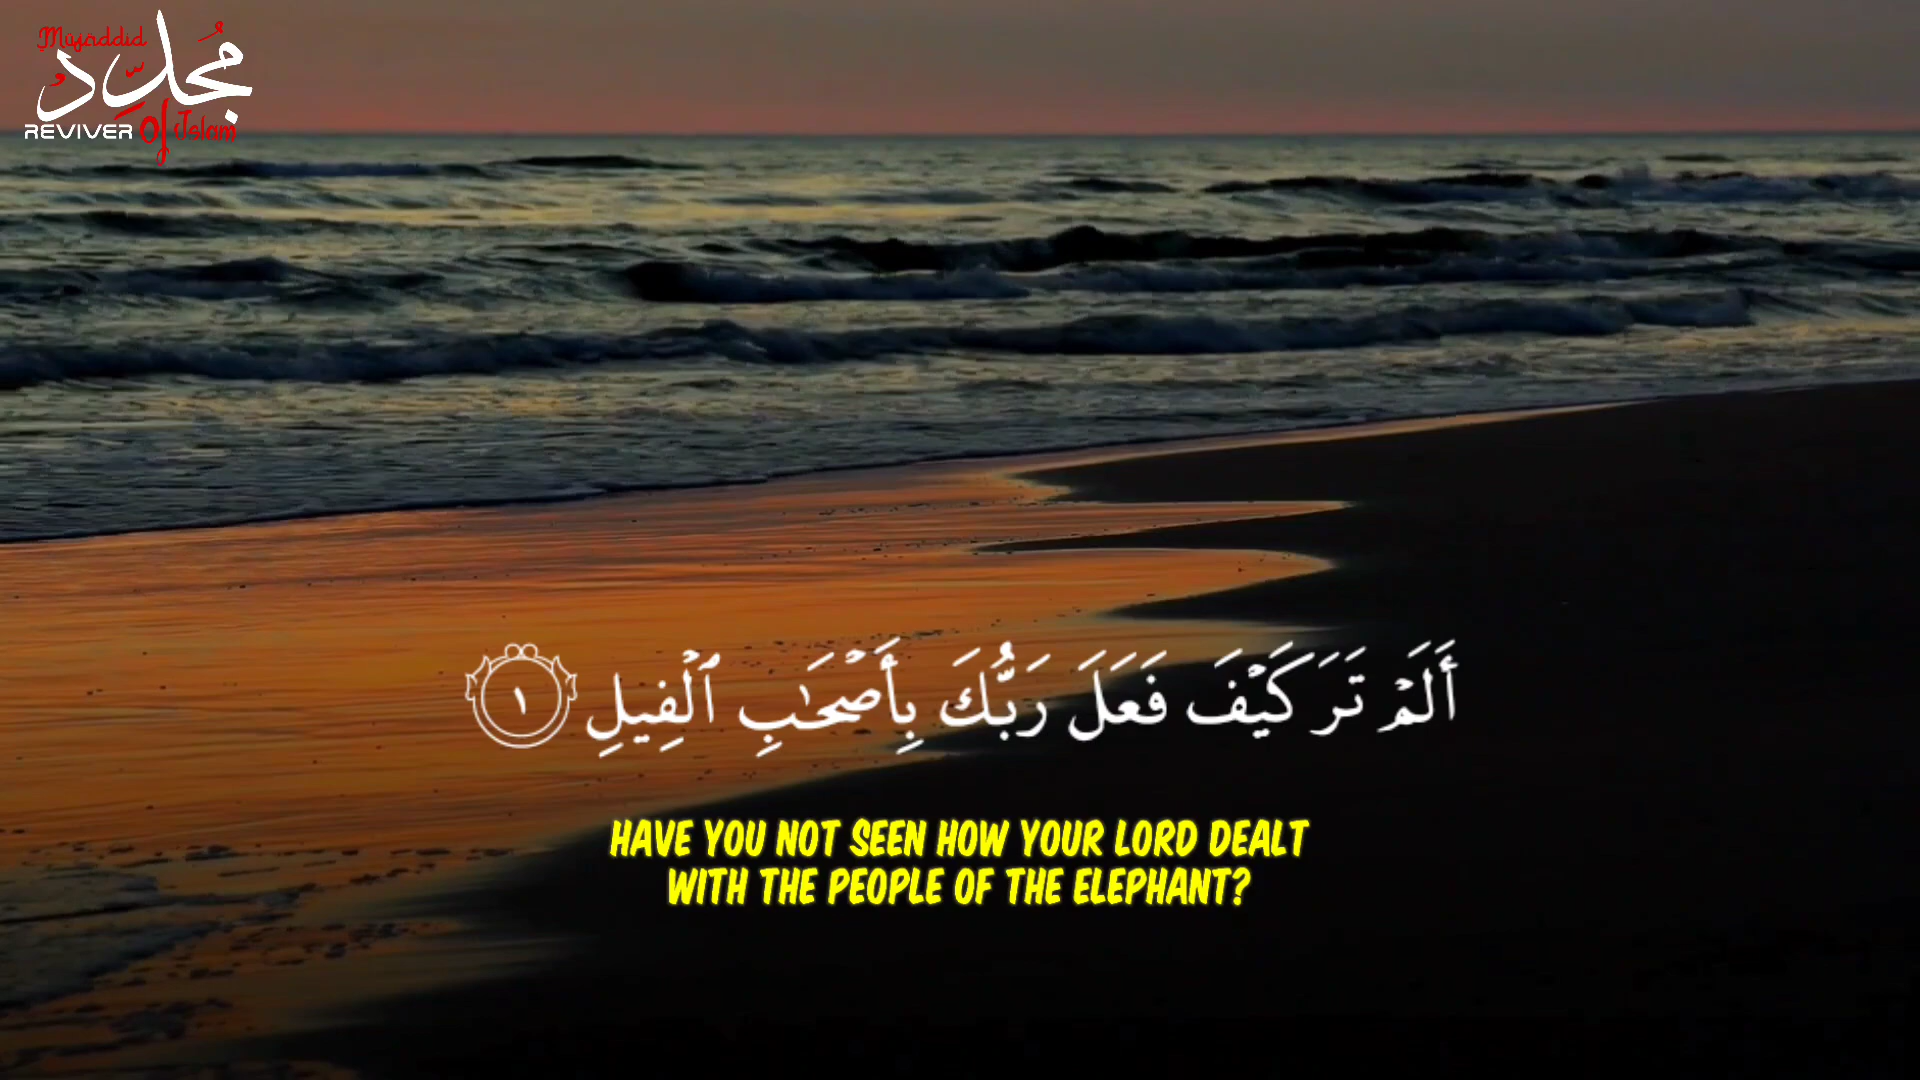 Mujaddid
مُجدِّد
REVIVER of Islam
أَلَمْ تَرَ كَيْفَ فَعَلَ رَبُّكَ بِأَصْحَٰبِ ٱلْفِيلِ ١
HAVE YOU NOT SEEN HOW YOUR LORD DEALT
WITH THE PEOPLE OF THE ELEPHANT?